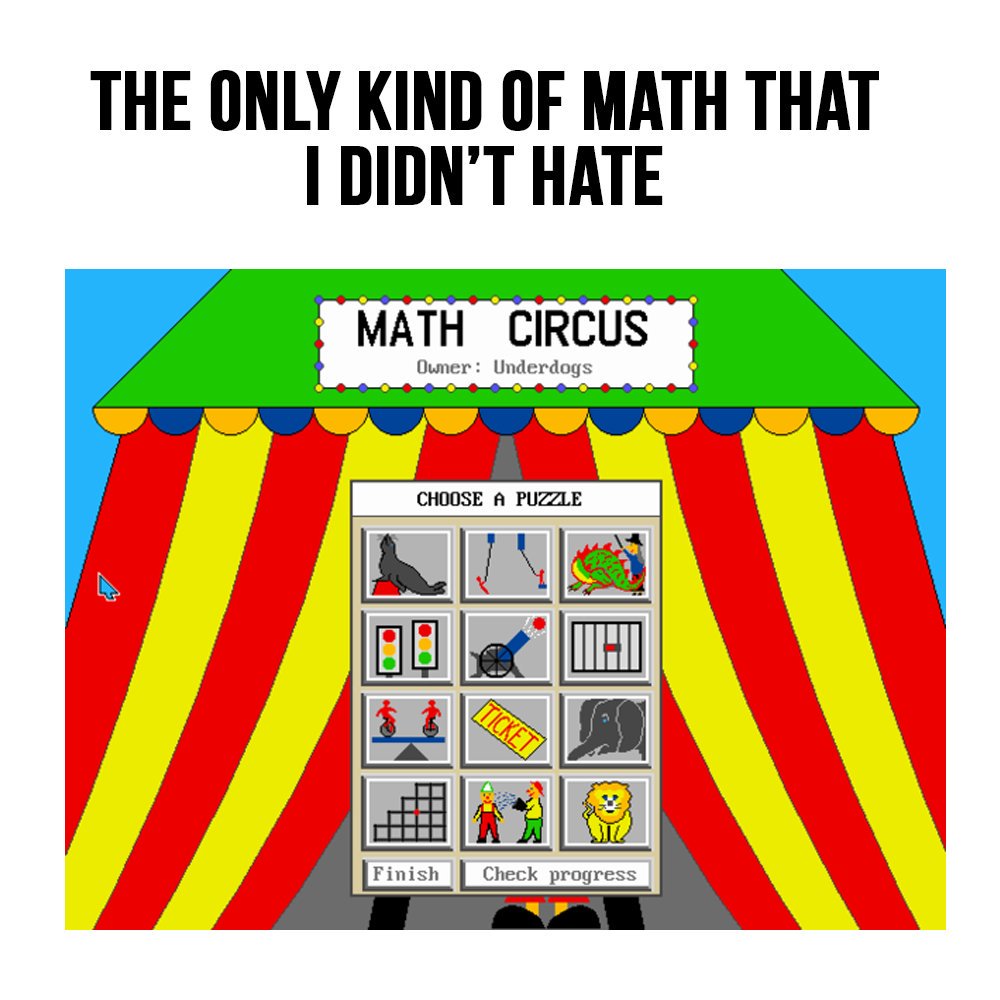 THE ONLY KIND OF MATH THAT
I DIDN'T HATE
MATH CIRCUS
Owner: Underdogs
CHOOSE A PUZZLE
TICKET
Finish
Check progress